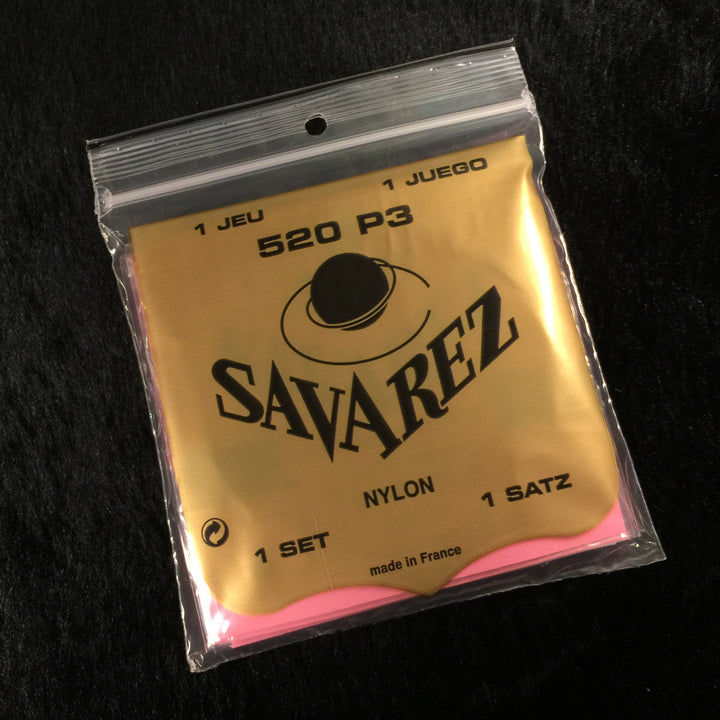 1 JEU
1 JUEGO
520 P3
SAVAREZ
NYLON
1 SET
1 SATZ
made in France